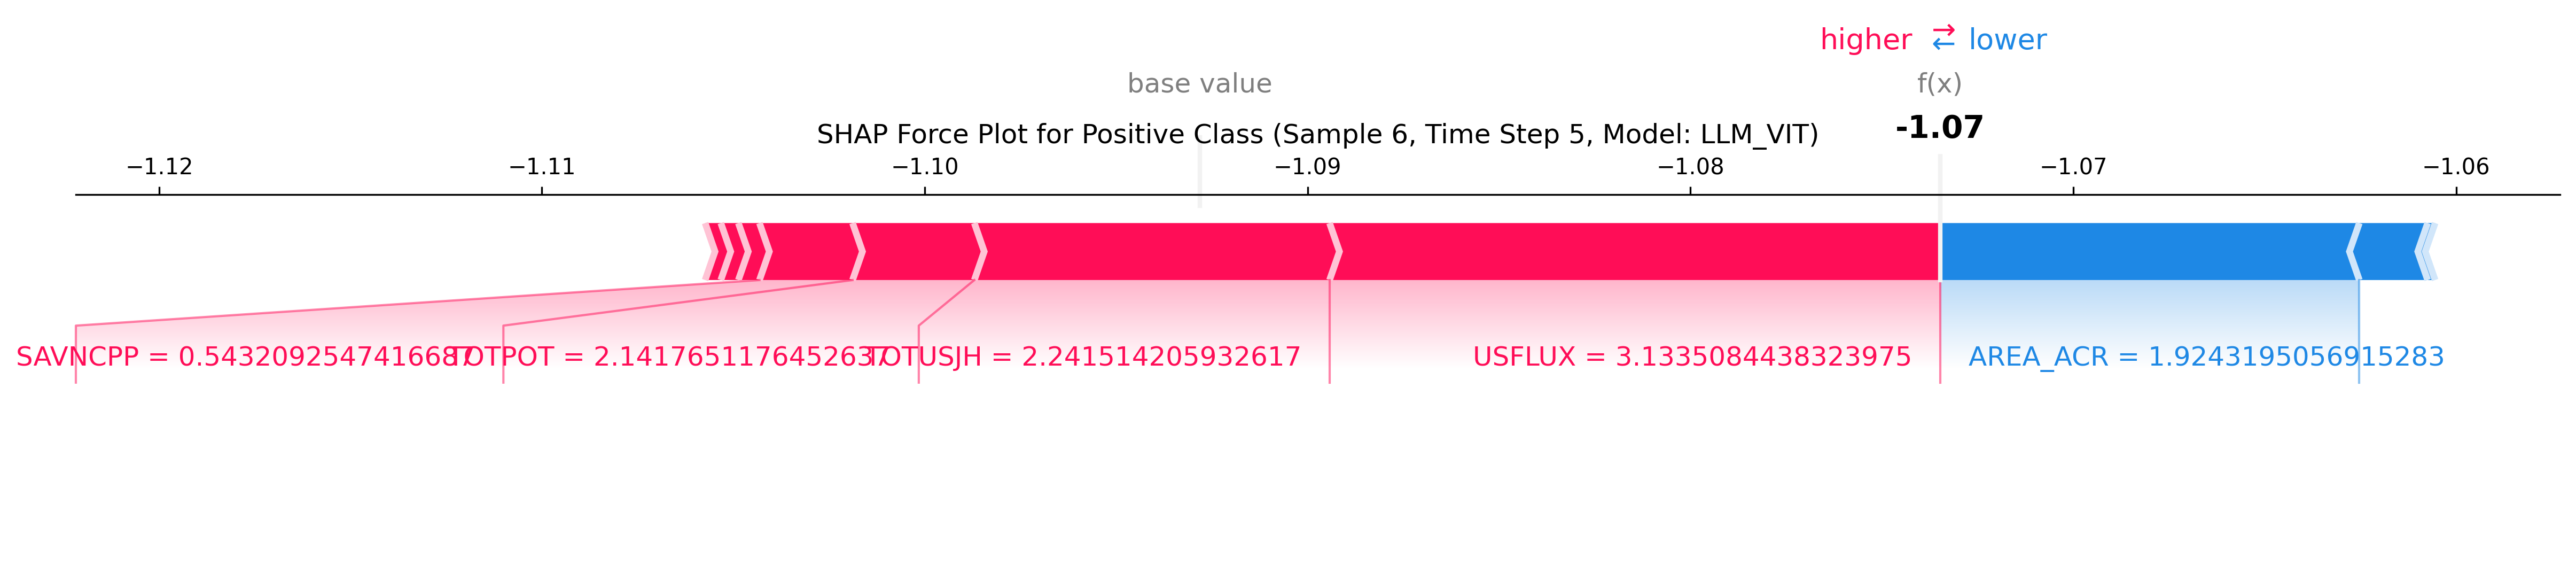 higher ⇄ lower
base value f(x)
SHAP Force Plot for Positive Class (Sample 6, Time Step 5, Model: LLM_VIT) -1.07
−1.12 −1.11 −1.10 −1.09 −1.08 −1.07 −1.06
SAVNCPP = 0.5432092547416687 TOTPOT = 2.1417651176452637 TOTUSJH = 2.241514205932617 USFLUX = 3.1335084438323975 AREA_ACR = 1.9243195056915283